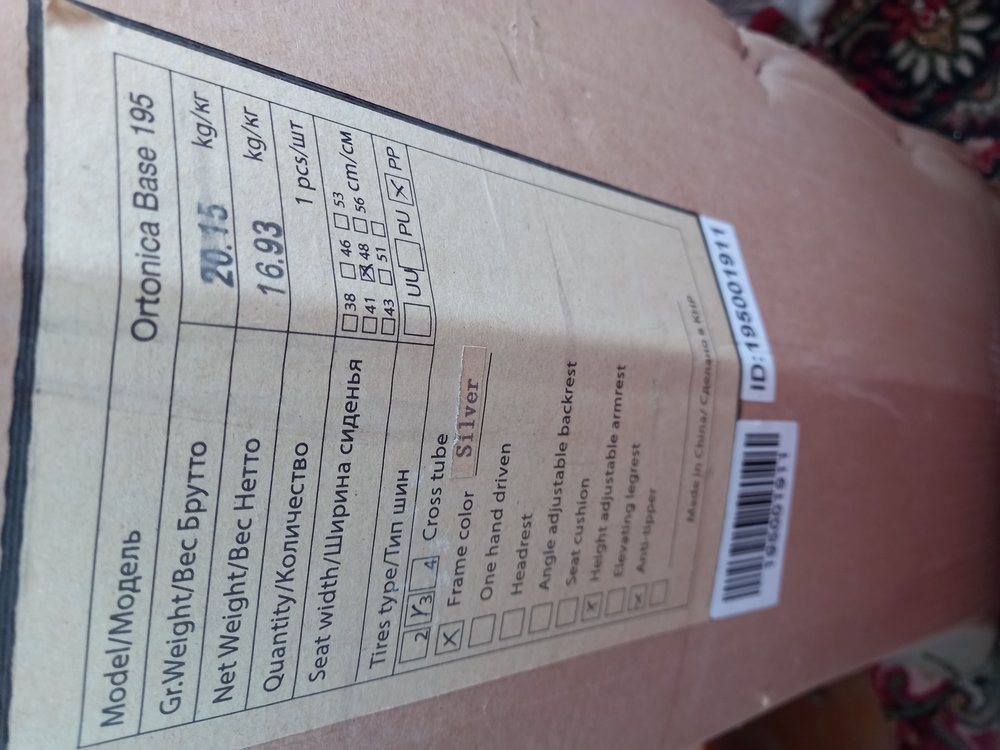 Model/Модель Ortonica Base 195
Gr.Weight/Вес Брутто 20.15 kg/кг
Net Weight/Вес Нетто 16.93 kg/кг
Quantity/Количество 1 pcs/шт
Seat width/Ширина сиденья 38 46 53
41 48 56 cm/см
43 51
Tires type/Тип шин UU PU PP
2 3 4 Cross tube
Frame color Silver
One hand driven
Headrest
Angle adjustable backrest
Seat cushion
Height adjustable armrest
Elevating legrest
Anti-tipper
Made in China/ Сделано в КНР
195001911
ID:195001911